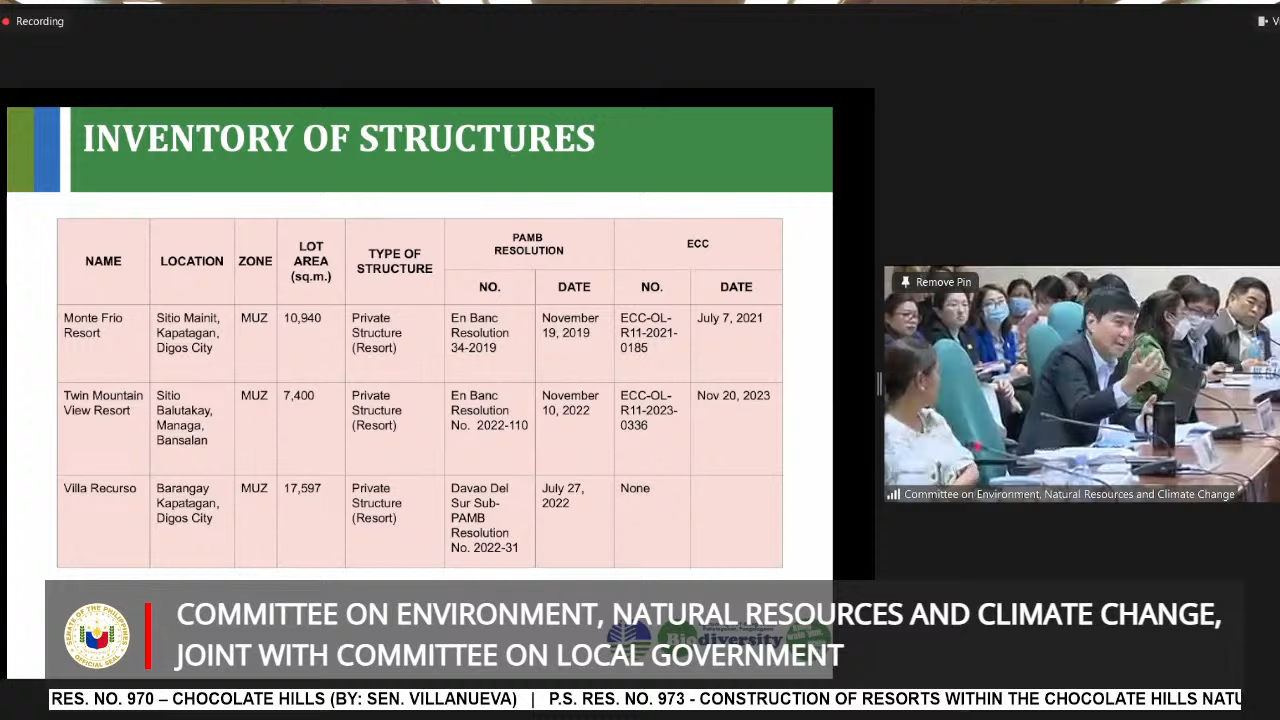 Recording
V
INVENTORY OF STRUCTURES
NAME
LOCATION
ZONE
LOT
AREA
(sq.m.)
TYPE OF
STRUCTURE
PAMB
RESOLUTION
ECC
NO.
DATE
NO.
DATE
Monte Frio
Resort
Sitio Mainit,
Kapatagan,
Digos City
MUZ
10,940
Private
Structure
(Resort)
En Banc
Resolution
34-2019
November
19, 2019
ECC-OL-
R11-2021-
0185
July 7, 2021
Twin Mountain
View Resort
Sitio
Balutakay,
Managa,
Bansalan
MUZ
7,400
Private
Structure
(Resort)
En Banc
Resolution
No. 2022-110
November
10, 2022
ECC-OL-
R11-2023-
0336
Nov 20, 2023
Villa Recurso
Barangay
Kapatagan,
Digos City
MUZ
17,597
Private
Structure
(Resort)
Davao Del
Sur Sub-
PAMB
Resolution
No. 2022-31
July 27,
2022
None
Remove Pin
Committee on Environment, Natural Resources and Climate Change
Biodiversity
SENATE OF THE PHILIPPINES
OFFICIAL SEAL
COMMITTEE ON ENVIRONMENT, NATURAL RESOURCES AND CLIMATE CHANGE,
JOINT WITH COMMITTEE ON LOCAL GOVERNMENT
RES. NO. 970 – CHOCOLATE HILLS (BY: SEN. VILLANUEVA) | P.S. RES. NO. 973 - CONSTRUCTION OF RESORTS WITHIN THE CHOCOLATE HILLS NATU